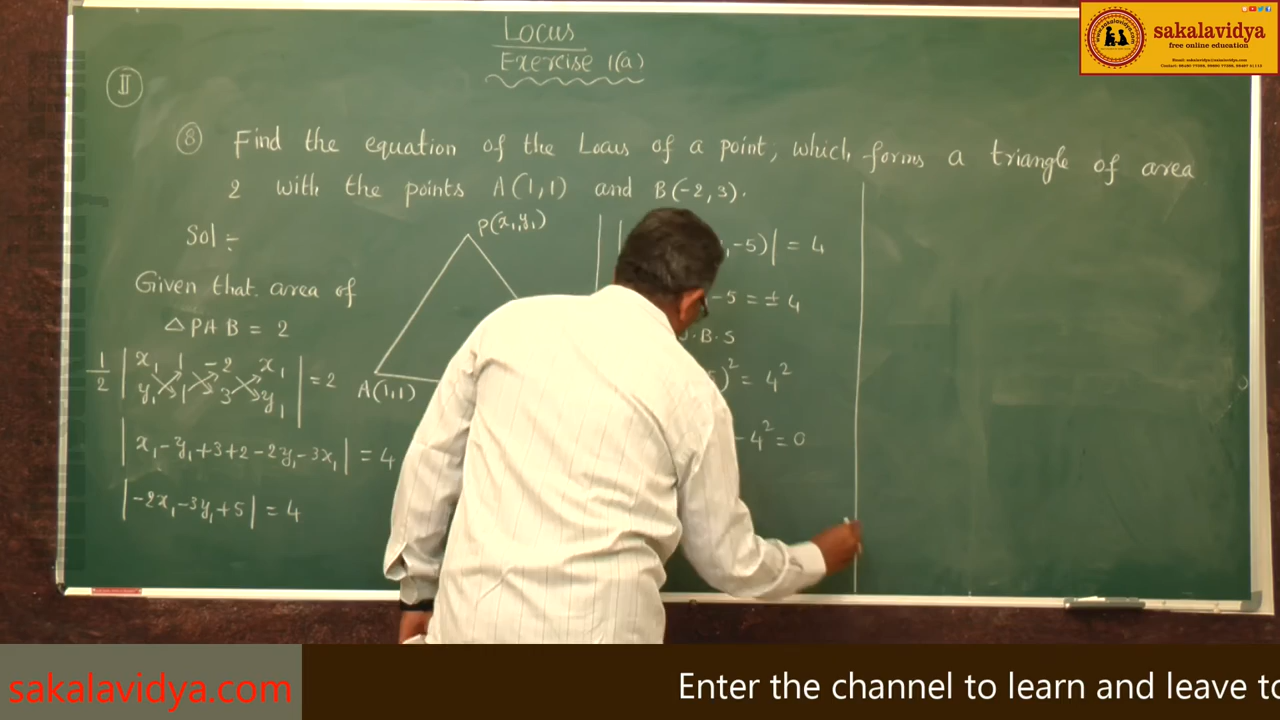 Locus
Exercise 1(a)
II
8 Find the equation of the Locus of a point, which forms a triangle of area
2 with the points A(1,1) and B(-2,3).
Sol :-
Given that area of
△PAB = 2
1/2 | x₁ 1 -2 x₁
y₁ 1 3 y₁ | = 2
| x₁-y₁+3+2-2y₁-3x₁ | = 4
| -2x₁-3y₁+5 | = 4
P(x₁,y₁)
A(1,1)
-5)| = 4
-5 = ± 4
B.S
)² = 4²
-4² = 0
sakalavidya
free online education
sakalavidya.com
Enter the channel to learn and leave to